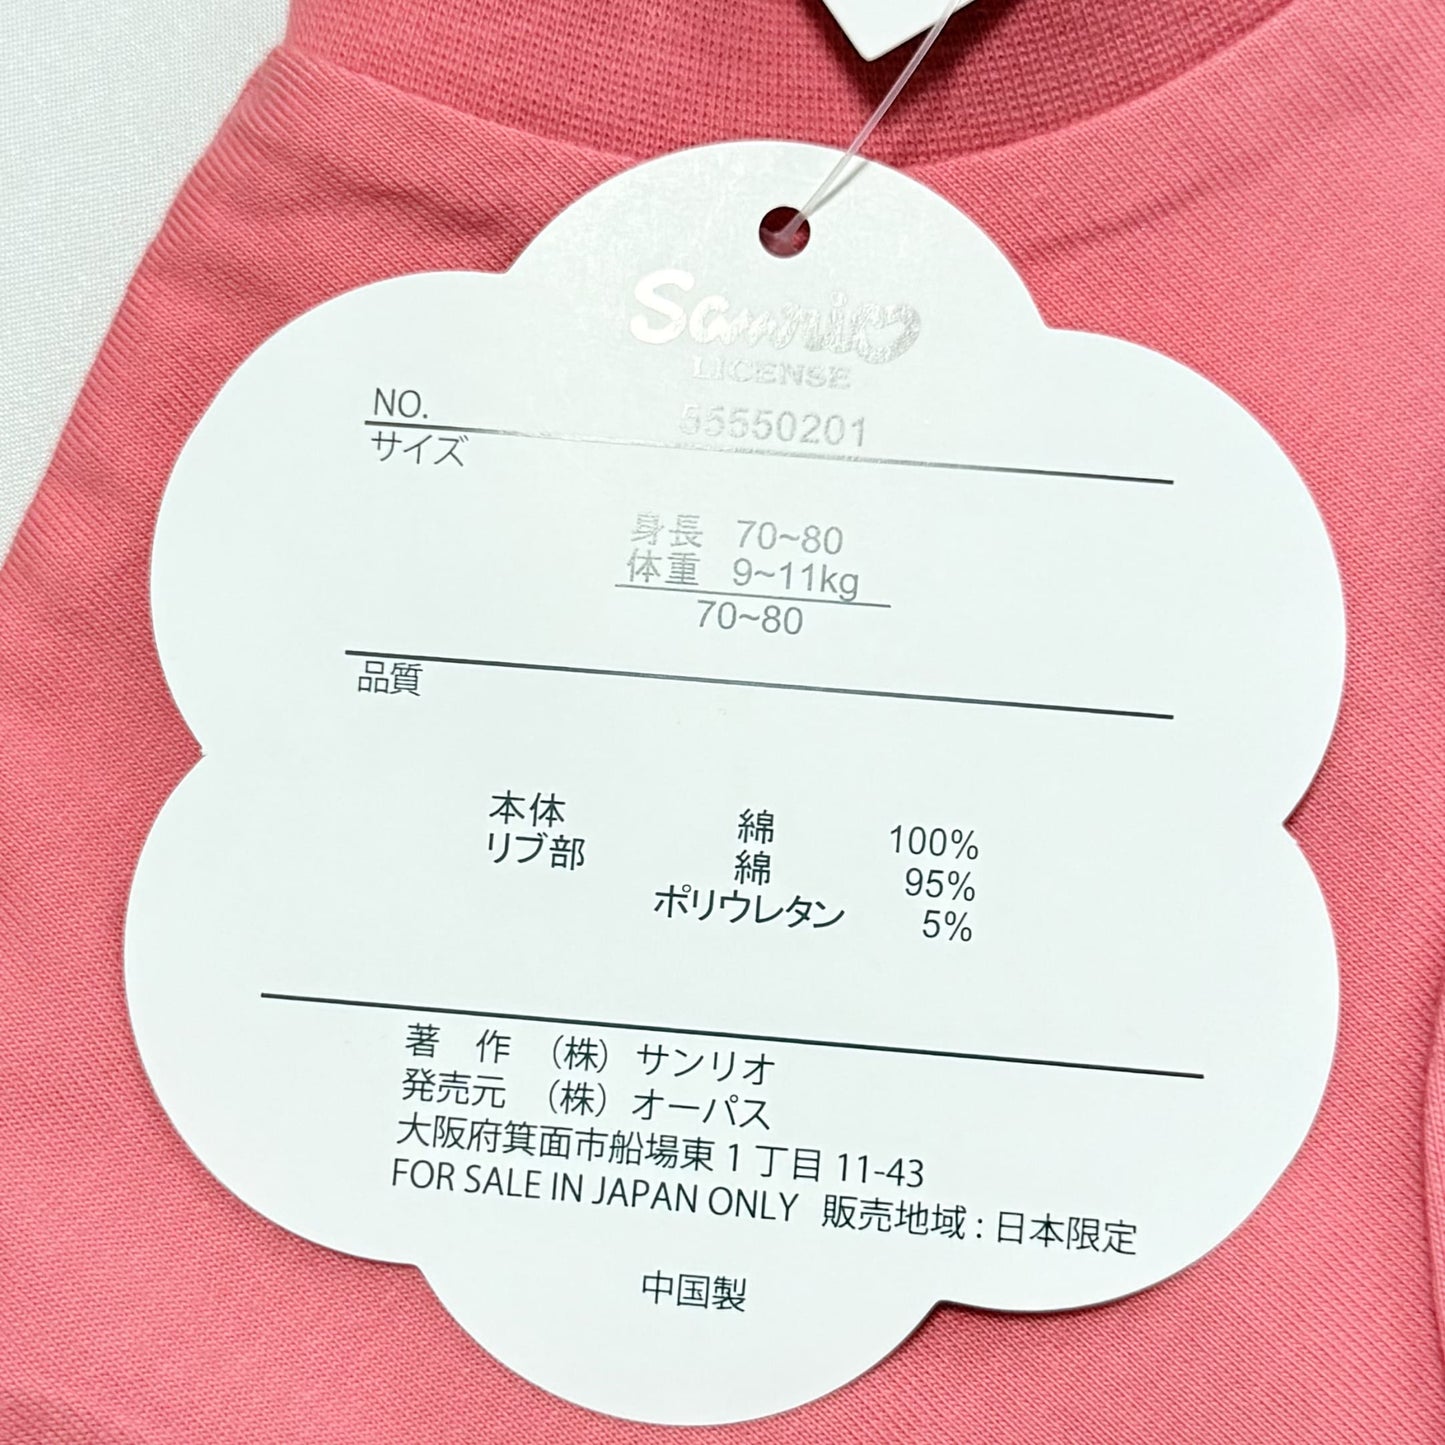 Sanrio
LICENSE
NO. 55550201
サイズ
身長 70~80
体重 9~11kg
70~80
品質
本体 綿 100%
リブ部 綿 95%
ポリウレタン 5%
著 作 (株) サンリオ
発売元 (株) オーパス
大阪府箕面市船場東1丁目11-43
FOR SALE IN JAPAN ONLY 販売地域 : 日本限定
中国製